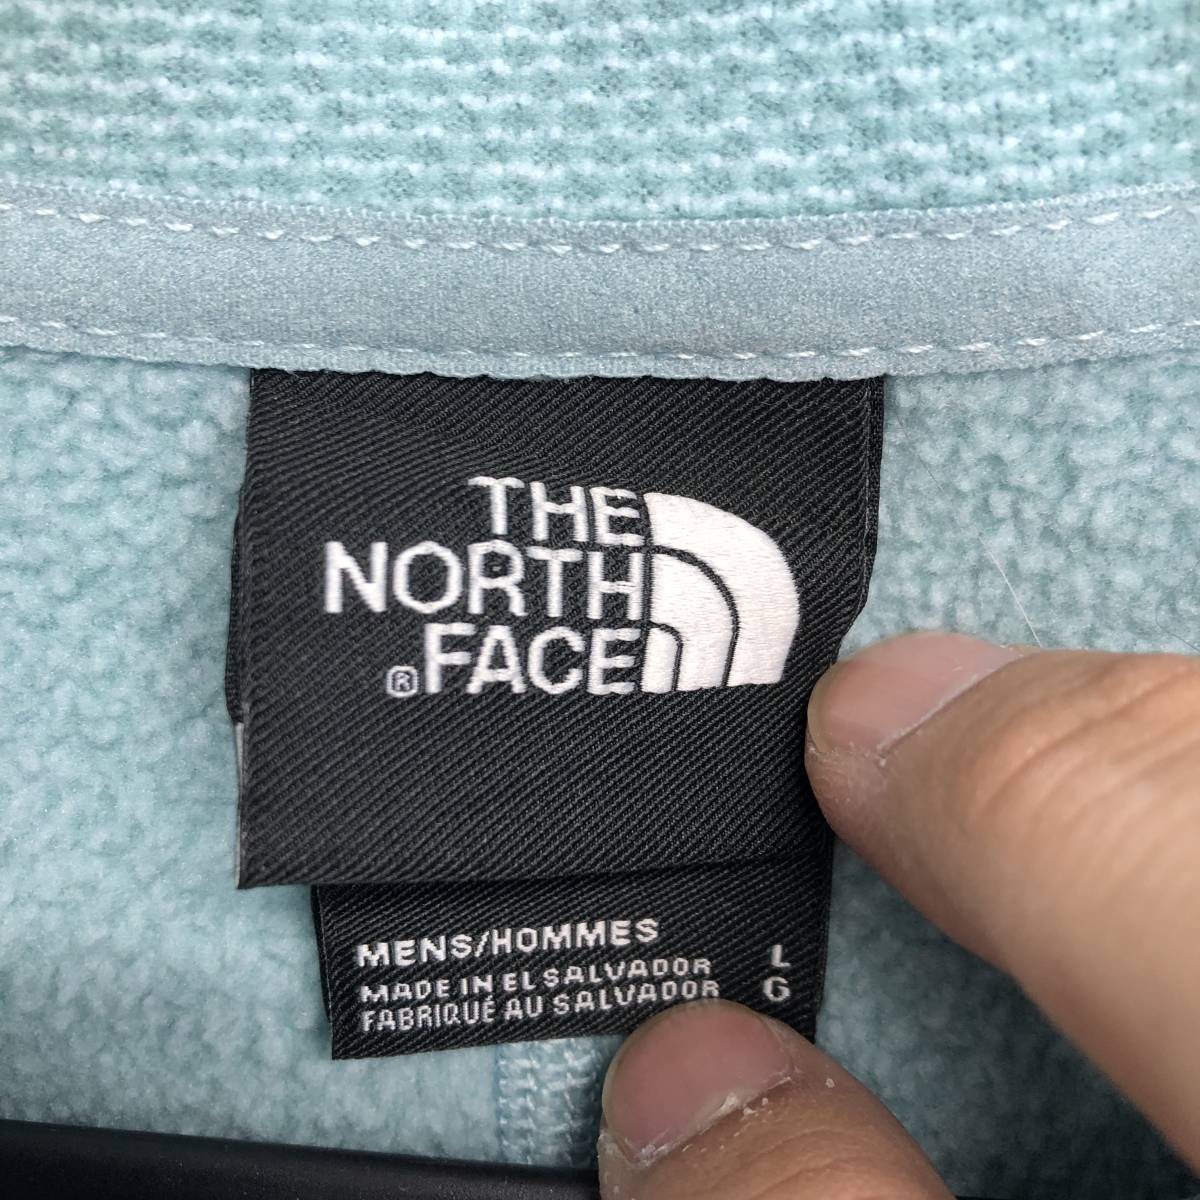 THE
NORTH
®FACE
MENS/HOMMES
MADE IN EL SALVADOR L
FABRIQUÉ AU SALVADOR G